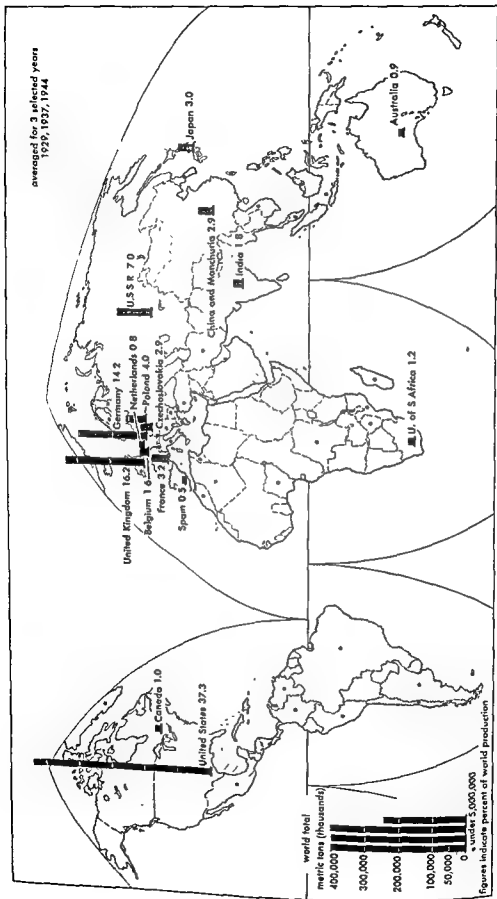 averaged for 3 selected years
1929, 1937, 1944
United Kingdom 16.2
Germany 14.2
Netherlands 0 8
Poland 4.0
Belgium 1 6
Czechoslovakia 2.9
France 3.2
Spain 0 5
U.S S R 7 0
Japan 3.0
China and Manchuria 2.9
India 1 8
Australia 0.9
U. of S Africa 1.2
Canada 1.0
United States 37.3
world total
metric tons (thousands)
400,000
300,000
200,000
100,000
50,000
0
under 5,000,000
figures indicate percent of world production